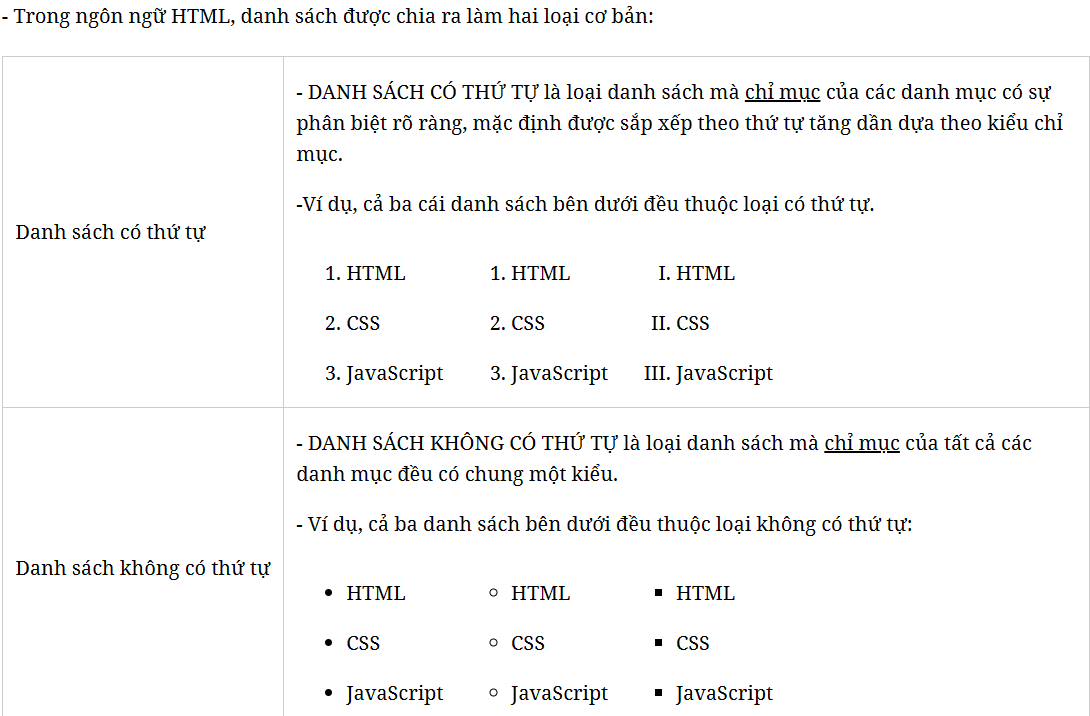 - Trong ngôn ngữ HTML, danh sách được chia ra làm hai loại cơ bản:
Danh sách có thứ tự
- DANH SÁCH CÓ THỨ TỰ là loại danh sách mà chỉ mục của các danh mục có sự
phân biệt rõ ràng, mặc định được sắp xếp theo thứ tự tăng dần dựa theo kiểu chỉ
mục.
-Ví dụ, cả ba cái danh sách bên dưới đều thuộc loại có thứ tự.
1. HTML 1. HTML I. HTML
2. CSS 2. CSS II. CSS
3. JavaScript 3. JavaScript III. JavaScript
Danh sách không có thứ tự
- DANH SÁCH KHÔNG CÓ THỨ TỰ là loại danh sách mà chỉ mục của tất cả các
danh mục đều có chung một kiểu.
- Ví dụ, cả ba danh sách bên dưới đều thuộc loại không có thứ tự:
• HTML ◦ HTML ▪ HTML
• CSS ◦ CSS ▪ CSS
• JavaScript ◦ JavaScript ▪ JavaScript